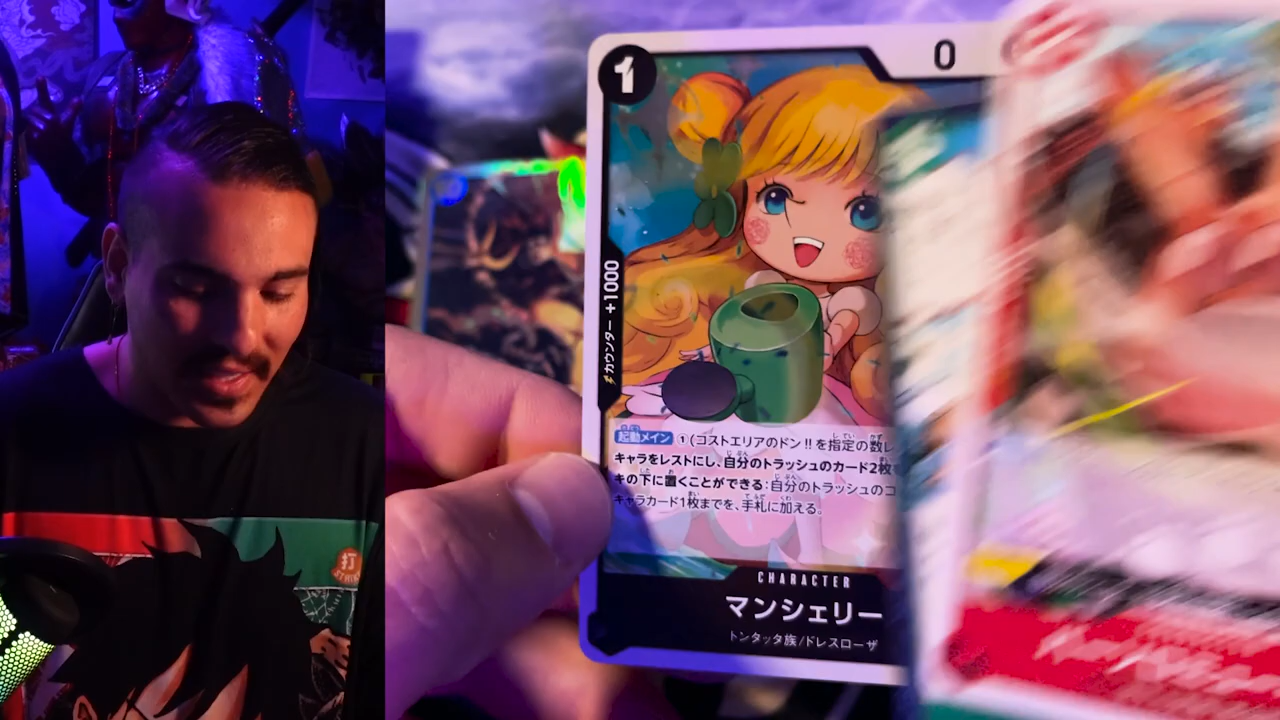 1
0
カウンター +1000
起動メイン ①(コストエリアのドン!!を指定の数レ
キャラをレストにし、自分のトラッシュのカード2枚
キの下に置くことができる:自分のトラッシュのコ
キャラカード1枚までを、手札に加える。
CHARACTER
マンシェリー
トンタッタ族/ドレスローザ
打
STRIKE